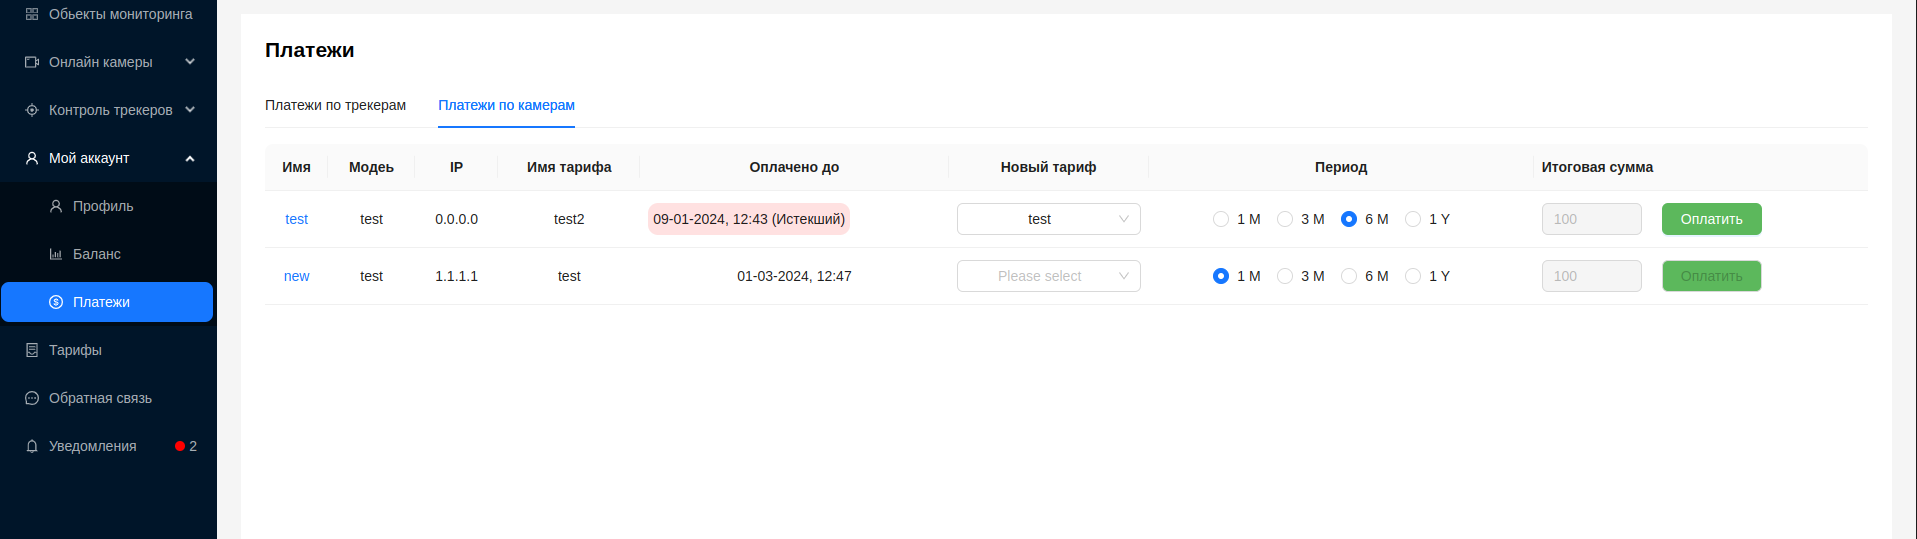 Обьекты мониторинга
Онлайн камеры
Контроль трекеров
Мой аккаунт
Профиль
Баланс
Платежи
Тарифы
Обратная связь
Уведомления 2
Платежи
Платежи по трекерам Платежи по камерам
Имя Модеь IP Имя тарифа Оплачено до Новый тариф Период Итоговая сумма
test test 0.0.0.0 test2 09-01-2024, 12:43 (Истекший) test 1 M 3 M 6 M 1 Y 100 Оплатить
new test 1.1.1.1 test 01-03-2024, 12:47 Please select 1 M 3 M 6 M 1 Y 100 Оплатить